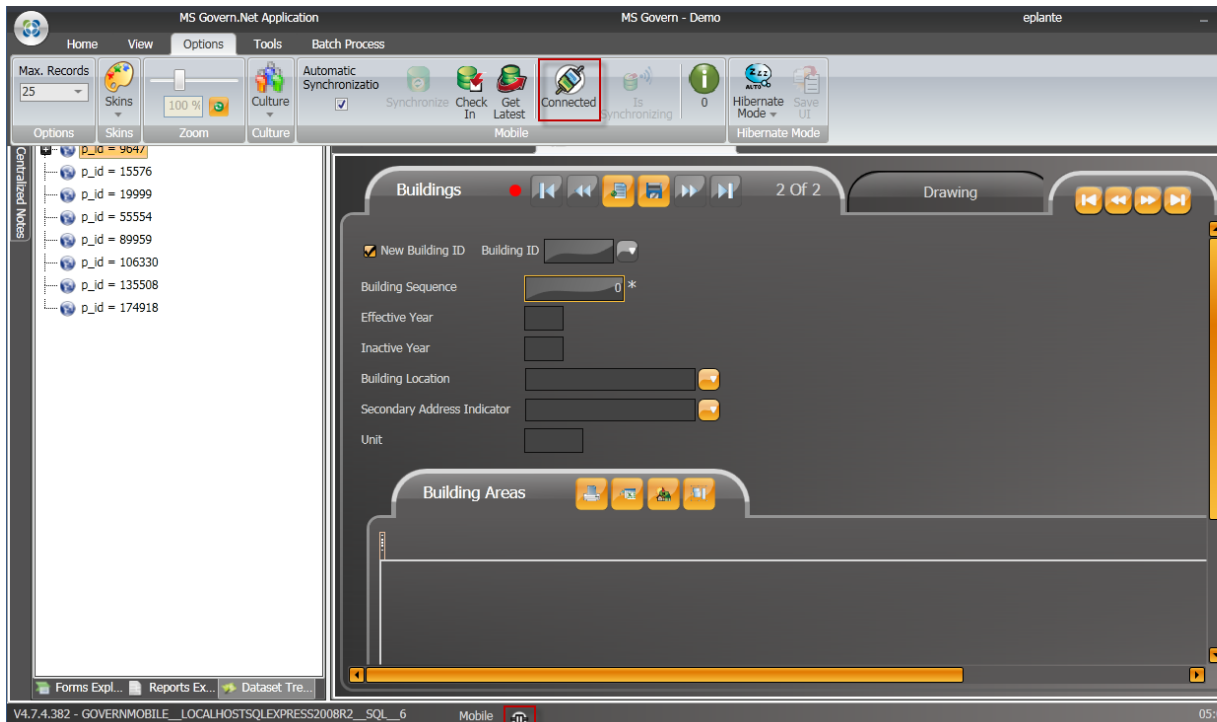 MS Govern.Net Application MS Govern - Demo eplante
Home View Options Tools Batch Process
Max. Records
25
Skins
100 %
Culture
Automatic
Synchronizatio
Synchronize
Check In
Get Latest
Connected
Is Synchronizing
0
Hibernate Mode
Save UI
Options Skins Zoom Culture Mobile Hibernate Mode
Centralized Notes
p_id = 9647
p_id = 15576
p_id = 19999
p_id = 55554
p_id = 89959
p_id = 106330
p_id = 135508
p_id = 174918
Buildings 2 Of 2 Drawing
New Building ID Building ID
Building Sequence 0 *
Effective Year
Inactive Year
Building Location
Secondary Address Indicator
Unit
Building Areas
Forms Expl... Reports Ex... Dataset Tre...
V4.7.4.382 - GOVERNMOBILE__LOCALHOSTSQLEXPRESS2008R2__SQL__6 Mobile 05: